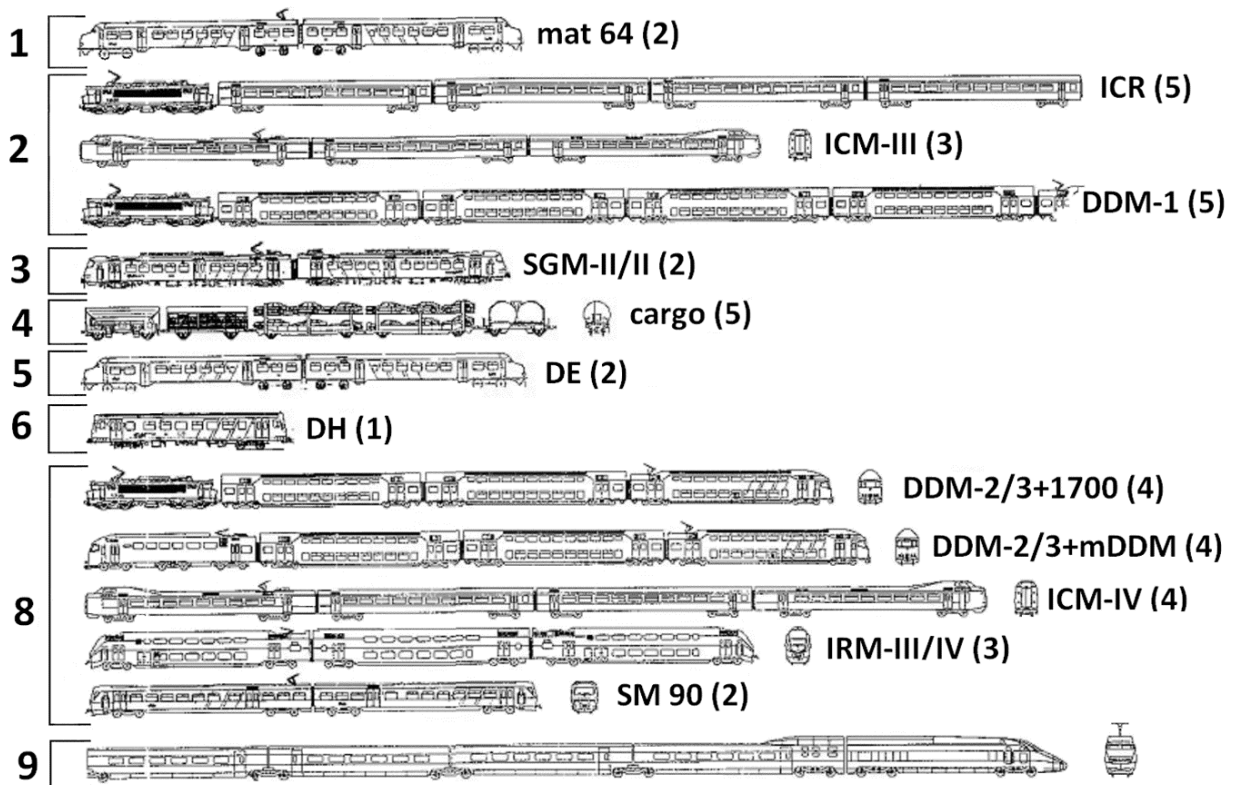 1 mat 64 (2)
ICR (5)
2 ICM-III (3)
DDM-1 (5)
3 SGM-II/II (2)
4 cargo (5)
5 DE (2)
6 DH (1)
DDM-2/3+1700 (4)
DDM-2/3+mDDM (4)
8 ICM-IV (4)
IRM-III/IV (3)
SM 90 (2)
9